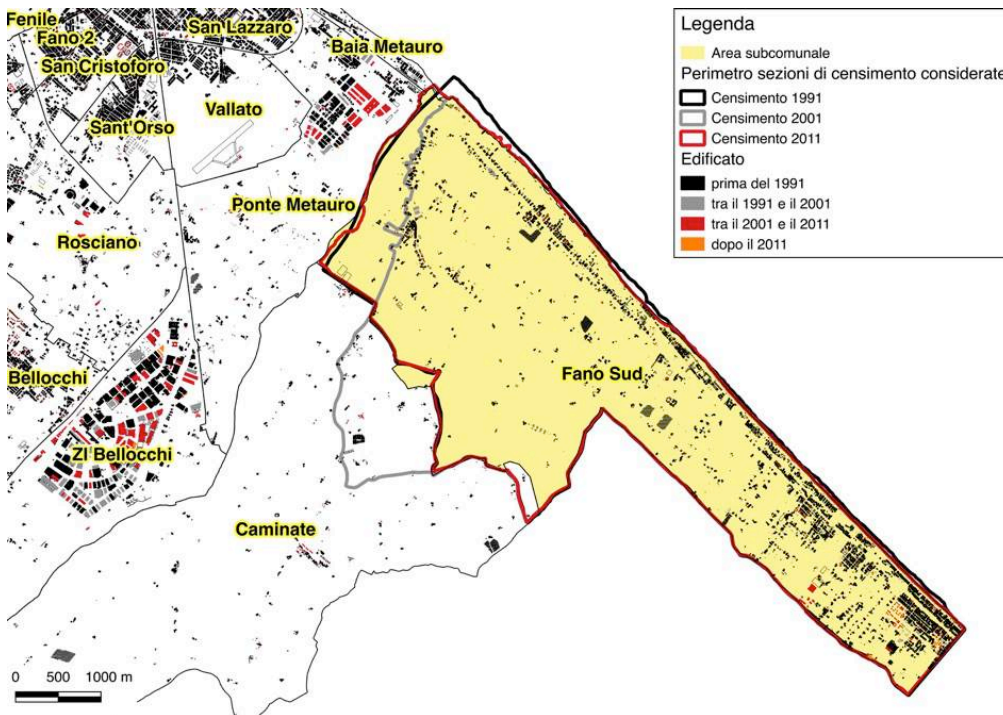 Fenile
Fano 2
San Cristoforo
San Lazzaro
Baia Metauro
Vallato
Sant'Orso
Ponte Metauro
Rosciano
Bellocchi
Fano Sud
ZI Bellocchi
Caminate
0 500 1000 m
Legenda
Area subcomunale
Perimetro sezioni di censimento considerate
Censimento 1991
Censimento 2001
Censimento 2011
Edificato
prima del 1991
tra il 1991 e il 2001
tra il 2001 e il 2011
dopo il 2011